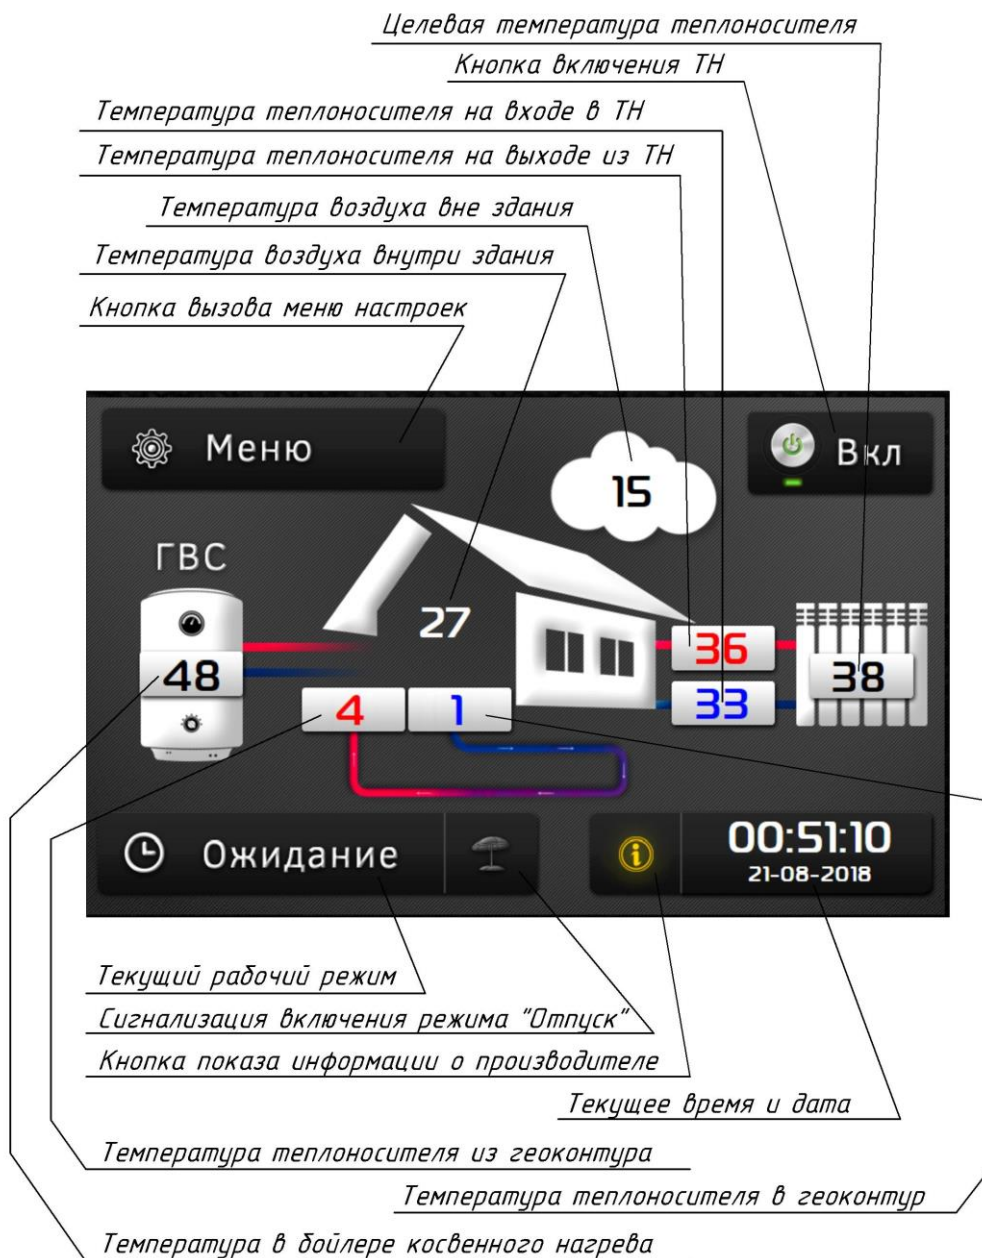 Целевая температура теплоносителя
Кнопка включения ТН
Температура теплоносителя на входе в ТН
Температура теплоносителя на выходе из ТН
Температура воздуха вне здания
Температура воздуха внутри здания
Кнопка вызова меню настроек
Меню
15
Вкл
ГВС
27
36
48
38
33
4
1
Ожидание
00:51:10
21-08-2018
Текущий рабочий режим
Сигнализация включения режима "Отпуск"
Кнопка показа информации о производителе
Текущее время и дата
Температура теплоносителя из геоконтура
Температура теплоносителя в геоконтур
Температура в бойлере косвенного нагрева